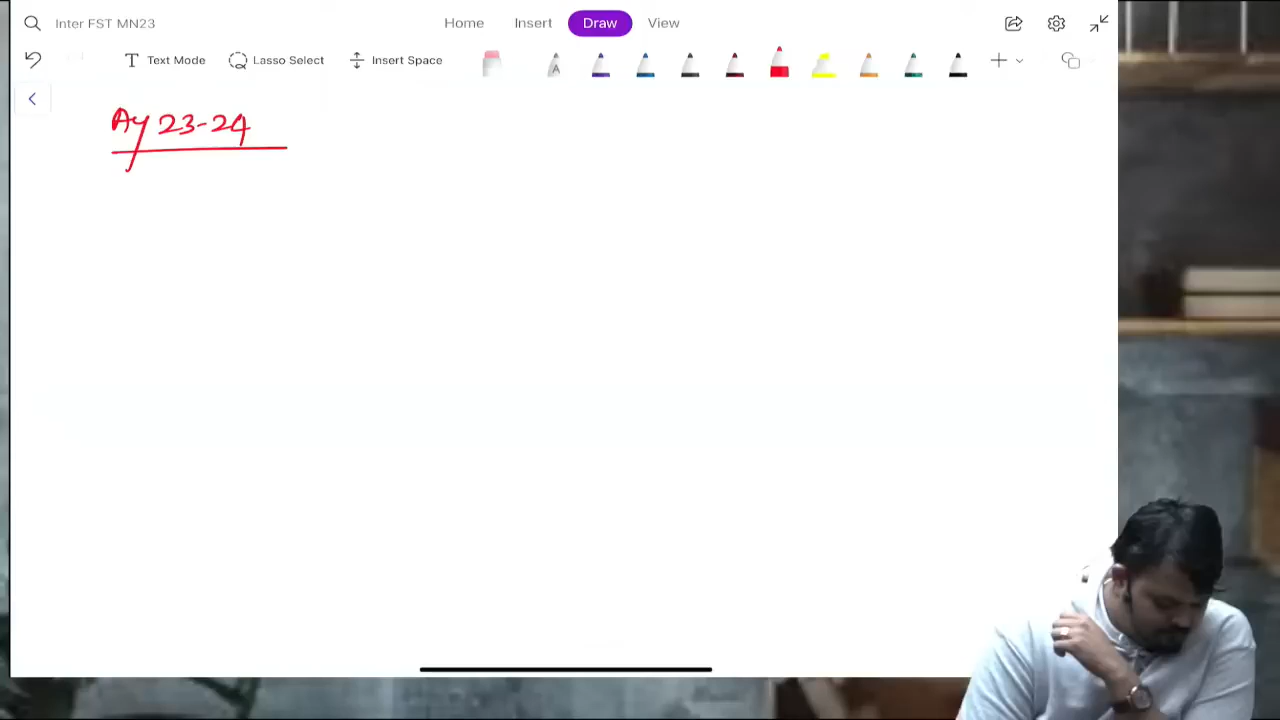 Inter FST MN23
Home Insert Draw View
Text Mode Lasso Select Insert Space
A
Ay 23-24